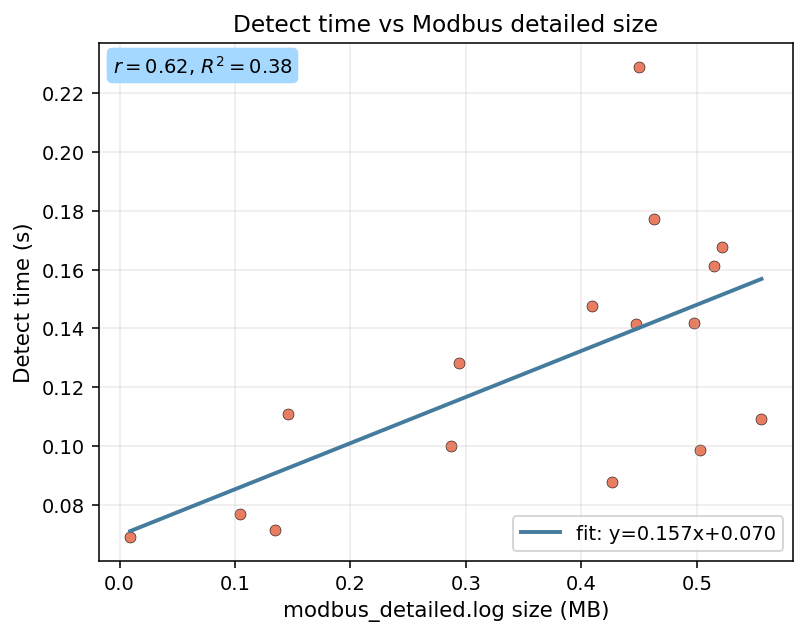 Detect time vs Modbus detailed size
r = 0.62, R² = 0.38
0.22
0.20
0.18
0.16
0.14
0.12
0.10
0.08
Detect time (s)
fit: y=0.157x+0.070
0.0 0.1 0.2 0.3 0.4 0.5
modbus_detailed.log size (MB)